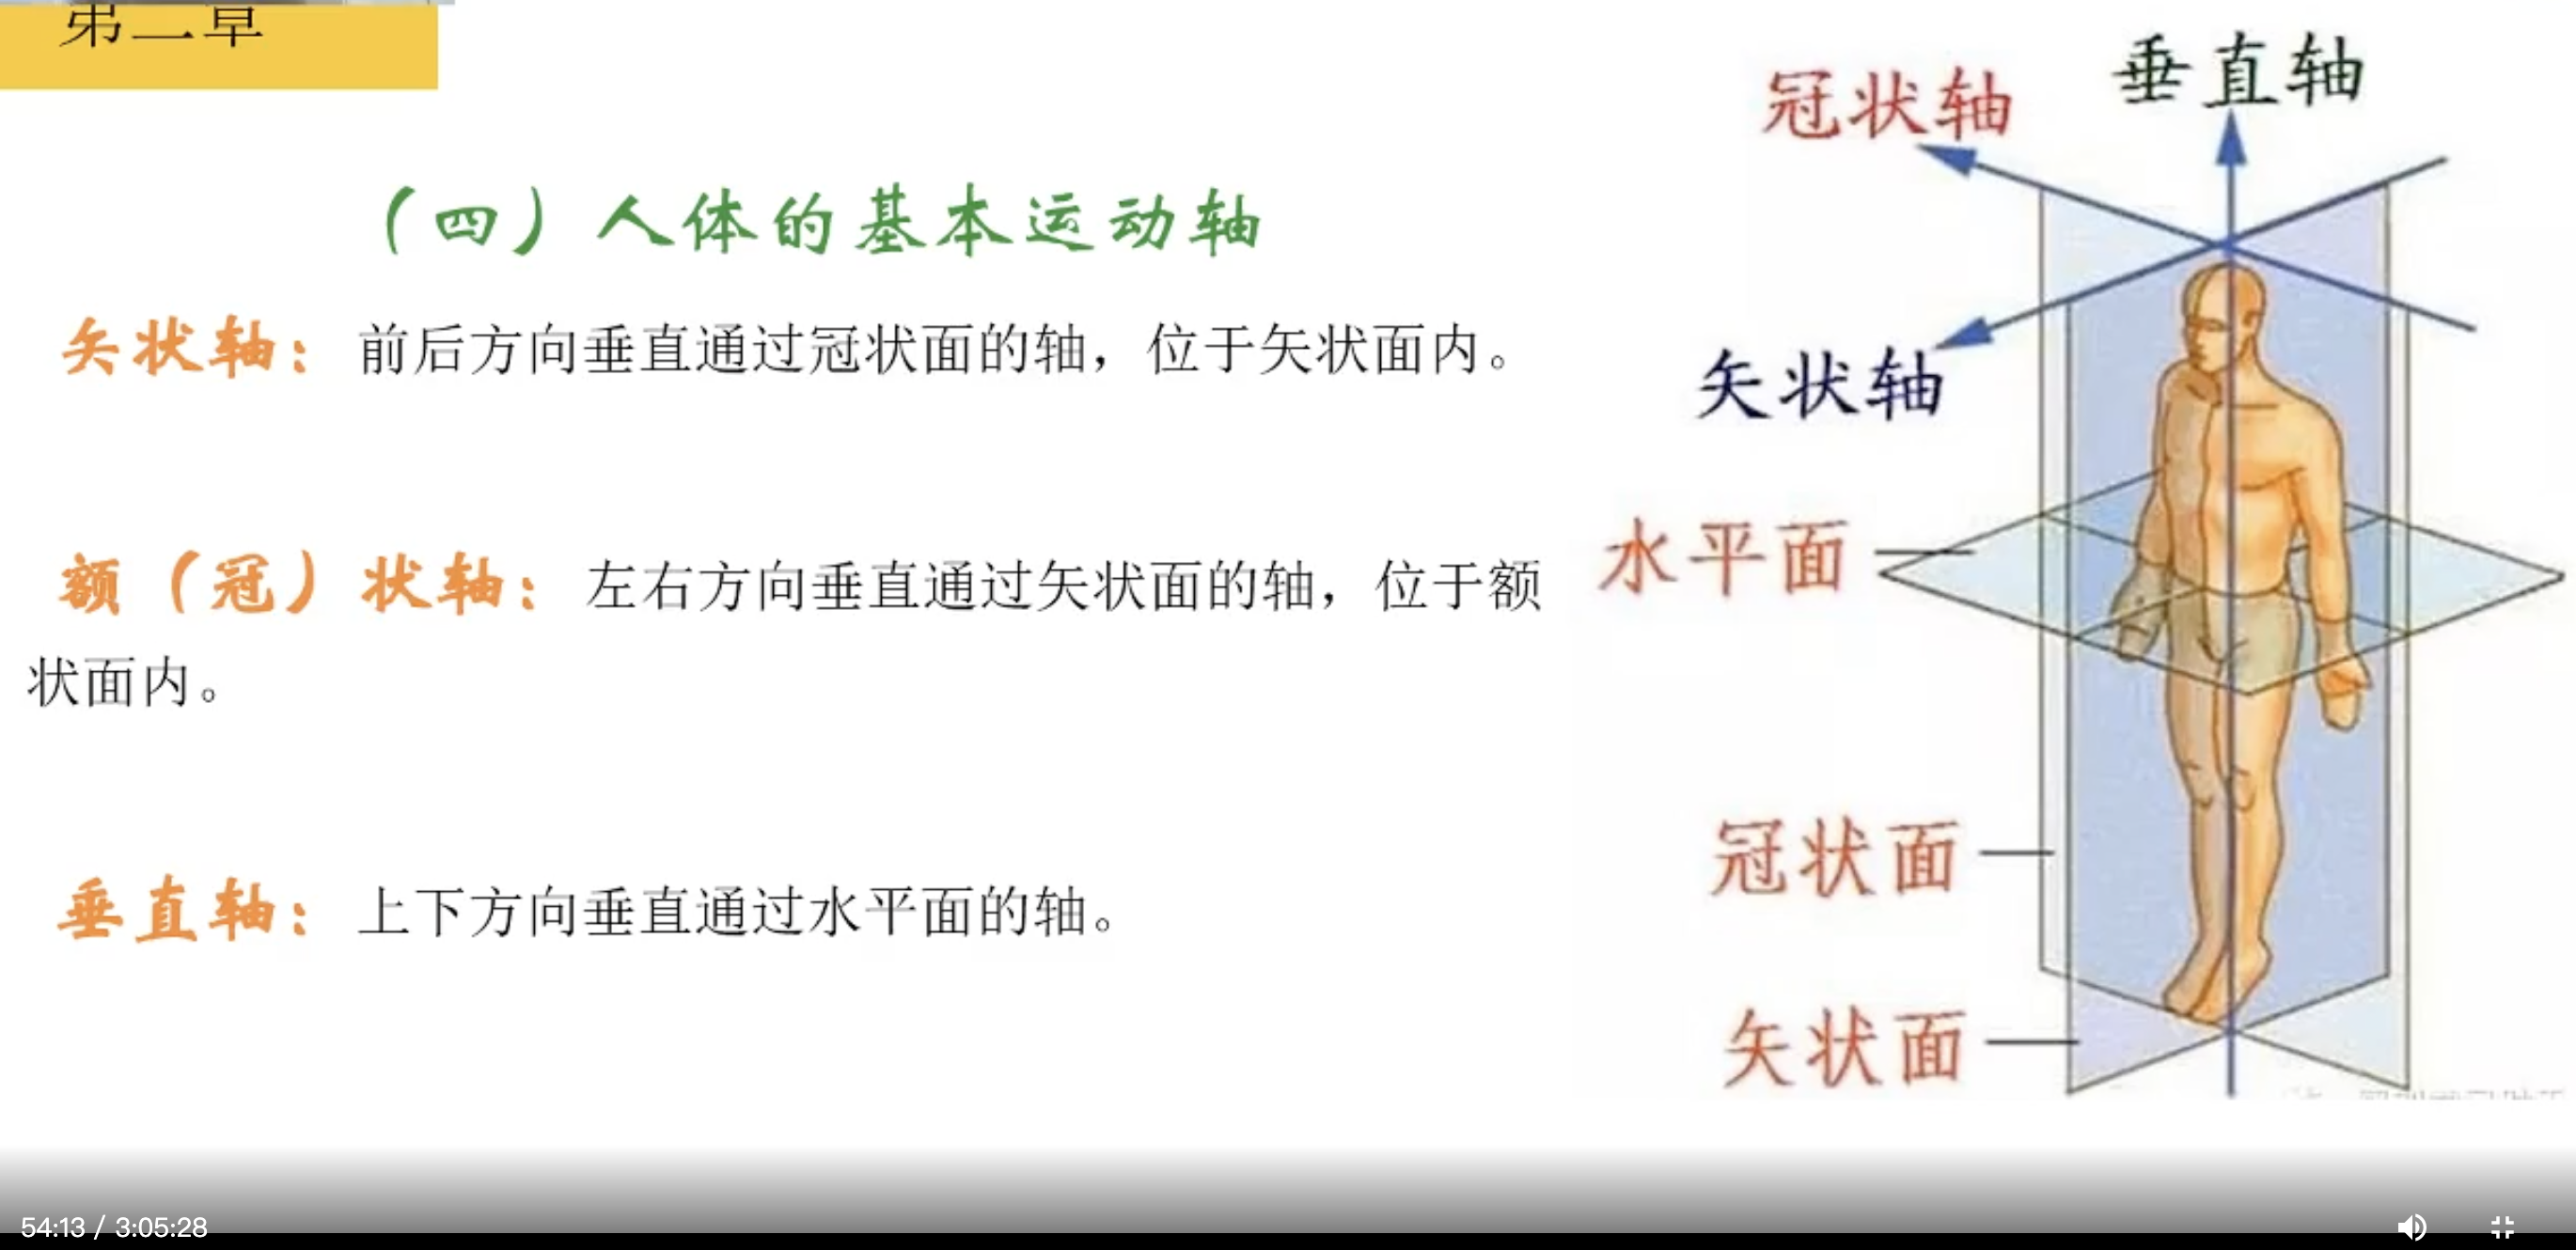 第二章
（四）人体的基本运动轴
矢状轴：前后方向垂直通过冠状面的轴，位于矢状面内。
额（冠）状轴：左右方向垂直通过矢状面的轴，位于额
状面内。
垂直轴：上下方向垂直通过水平面的轴。
冠状轴
垂直轴
矢状轴
水平面
冠状面
矢状面
54:13 / 3:05:28